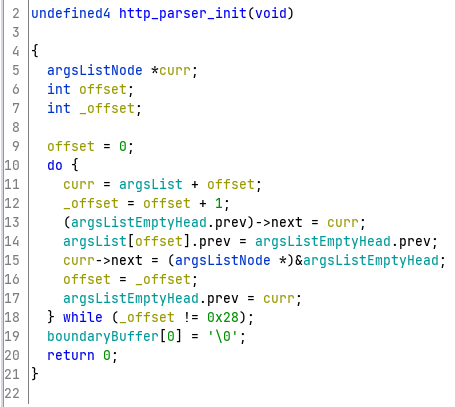 2 undefined4 http_parser_init(void)
3
4 {
5   argsListNode *curr;
6   int offset;
7   int _offset;
8
9   offset = 0;
10   do {
11     curr = argsList + offset;
12     _offset = offset + 1;
13     (argsListEmptyHead.prev)->next = curr;
14     argsList[offset].prev = argsListEmptyHead.prev;
15     curr->next = (argsListNode *)&argsListEmptyHead;
16     offset = _offset;
17     argsListEmptyHead.prev = curr;
18   } while (_offset != 0x28);
19   boundaryBuffer[0] = '\0';
20   return 0;
21 }
22